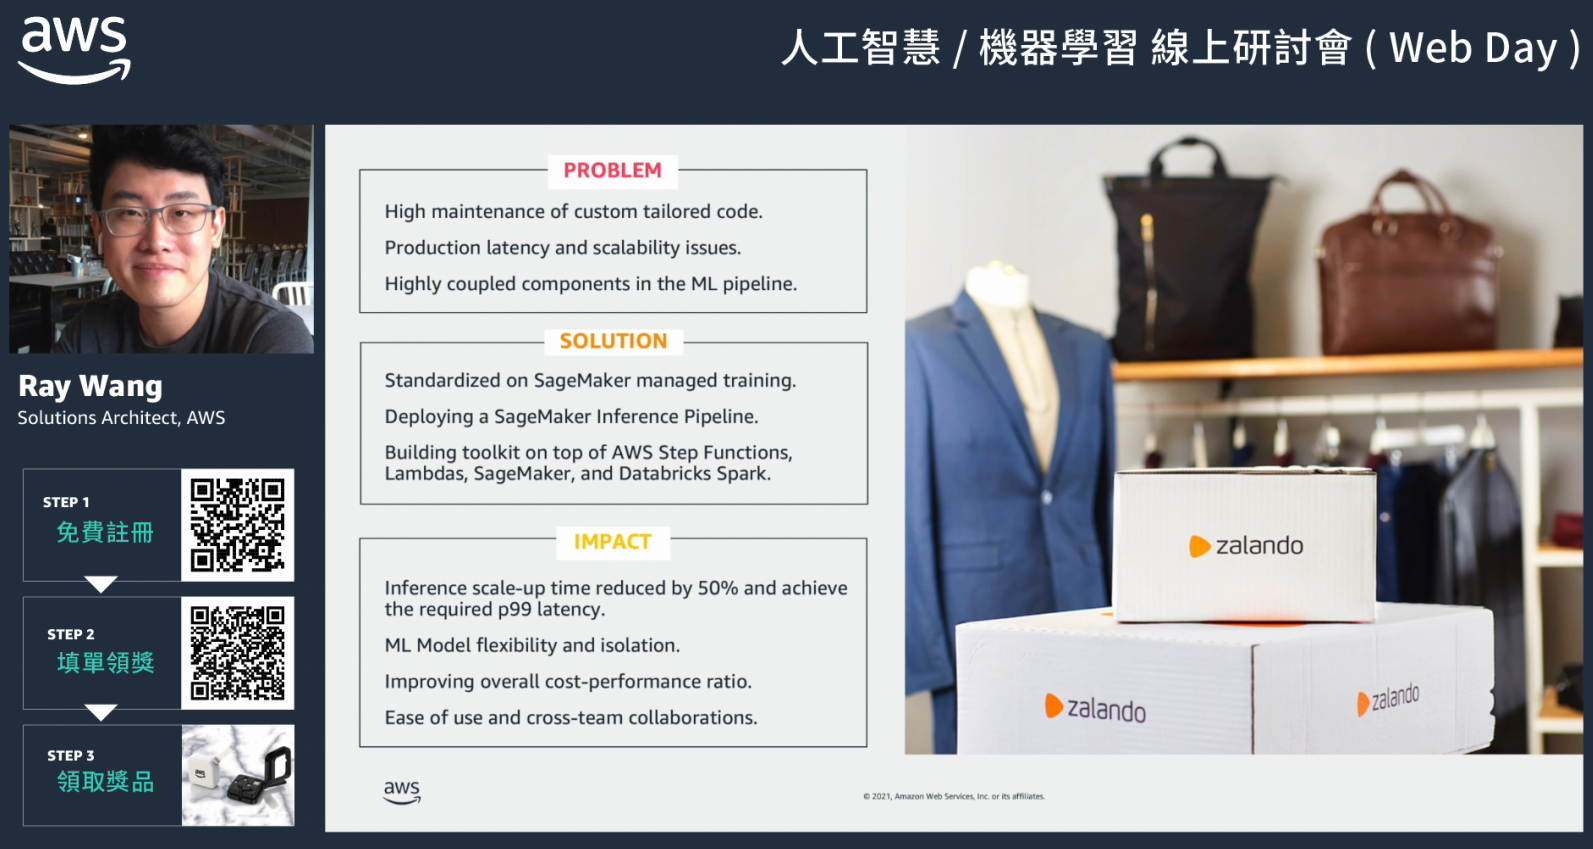 aws
人工智慧 / 機器學習 線上研討會 ( Web Day )
Ray Wang
Solutions Architect, AWS
STEP 1
免費註冊
STEP 2
填單領獎
STEP 3
領取獎品
aws
PROBLEM
High maintenance of custom tailored code.
Production latency and scalability issues.
Highly coupled components in the ML pipeline.
SOLUTION
Standardized on SageMaker managed training.
Deploying a SageMaker Inference Pipeline.
Building toolkit on top of AWS Step Functions,
Lambdas, SageMaker, and Databricks Spark.
IMPACT
Inference scale-up time reduced by 50% and achieve
the required p99 latency.
ML Model flexibility and isolation.
Improving overall cost-performance ratio.
Ease of use and cross-team collaborations.
zalando
zalando
zalando
aws
© 2021, Amazon Web Services, Inc. or its affiliates.